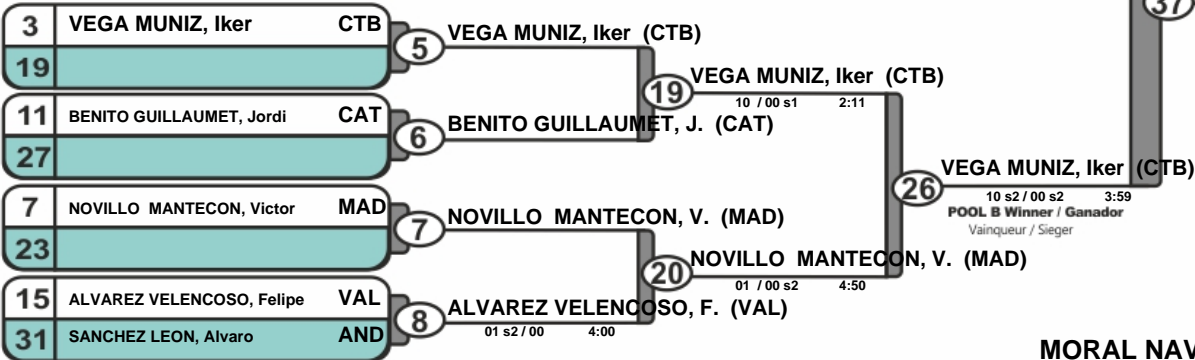 37
3 VEGA MUNIZ, Iker CTB
19
5
VEGA MUNIZ, Iker (CTB)
11 BENITO GUILLAUMET, Jordi CAT
27
6
BENITO GUILLAUMET, J. (CAT)
19
VEGA MUNIZ, Iker (CTB)
10 / 00 s1 2:11
7 NOVILLO MANTECON, Victor MAD
23
7
NOVILLO MANTECON, V. (MAD)
15 ALVAREZ VELENCOSO, Felipe VAL
31 SANCHEZ LEON, Alvaro AND
8
ALVAREZ VELENCOSO, F. (VAL)
01 s2 / 00 4:00
20
NOVILLO MANTECON, V. (MAD)
01 / 00 s2 4:50
26
VEGA MUNIZ, Iker (CTB)
10 s2 / 00 s2 3:59
POOL B Winner / Ganador
Vainqueur / Sieger
MORAL NAV